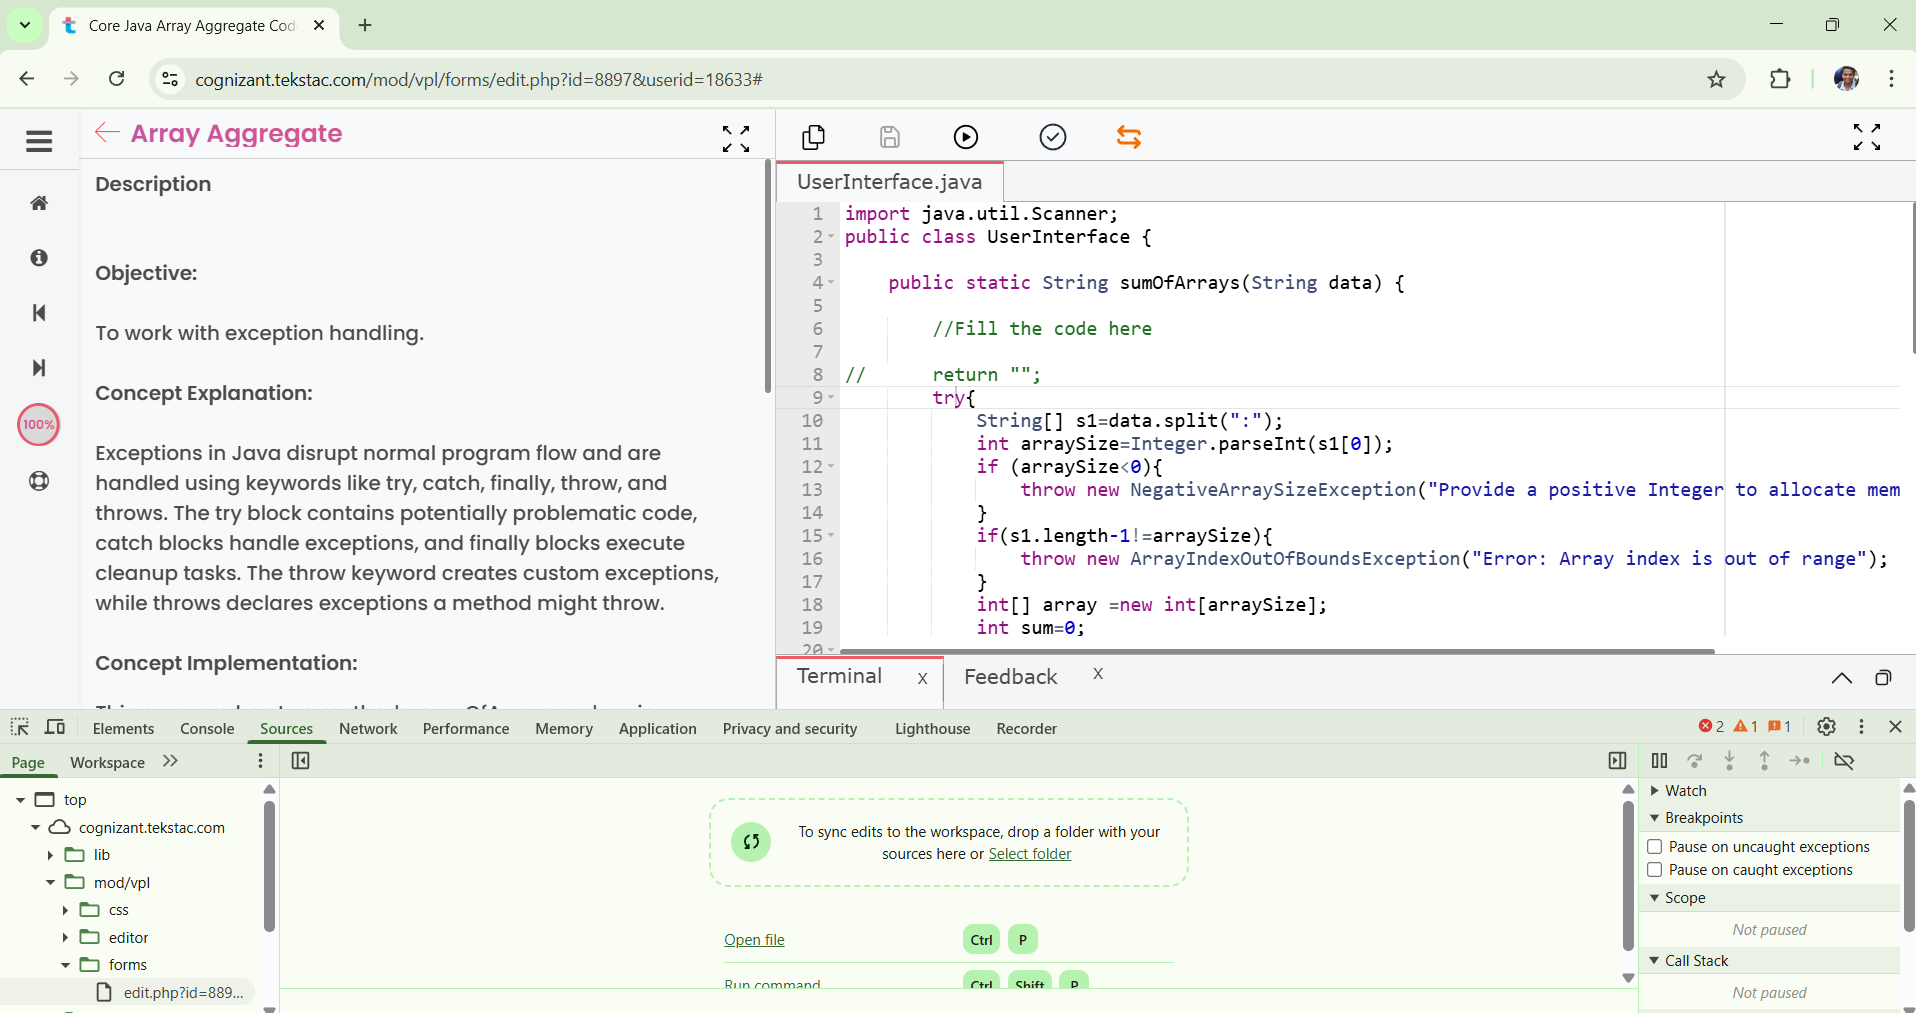 Core Java Array Aggregate Cod
cognizant.tekstac.com/mod/vpl/forms/edit.php?id=8897&userid=18633#
Array Aggregate
Description
Objective:
To work with exception handling.
Concept Explanation:
Exceptions in Java disrupt normal program flow and are
handled using keywords like try, catch, finally, throw, and
throws. The try block contains potentially problematic code,
catch blocks handle exceptions, and finally blocks execute
cleanup tasks. The throw keyword creates custom exceptions,
while throws declares exceptions a method might throw.
Concept Implementation:
100%
UserInterface.java
1 import java.util.Scanner;
2 public class UserInterface {
3
4 public static String sumOfArrays(String data) {
5
6 //Fill the code here
7
8 // return "";
9 try{
10 String[] s1=data.split(":");
11 int arraySize=Integer.parseInt(s1[0]);
12 if (arraySize<0){
13 throw new NegativeArraySizeException("Provide a positive Integer to allocate mem
14 }
15 if(s1.length-1!=arraySize){
16 throw new ArrayIndexOutOfBoundsException("Error: Array index is out of range");
17 }
18 int[] array =new int[arraySize];
19 int sum=0;
20
Terminal x Feedback x
Elements Console Sources Network Performance Memory Application Privacy and security Lighthouse Recorder 2 1 1
Page Workspace
top
cognizant.tekstac.com
lib
mod/vpl
css
editor
forms
edit.php?id=889...
To sync edits to the workspace, drop a folder with your
sources here or Select folder
Open file Ctrl P
Run command Ctrl Shift P
Watch
Breakpoints
Pause on uncaught exceptions
Pause on caught exceptions
Scope
Not paused
Call Stack
Not paused